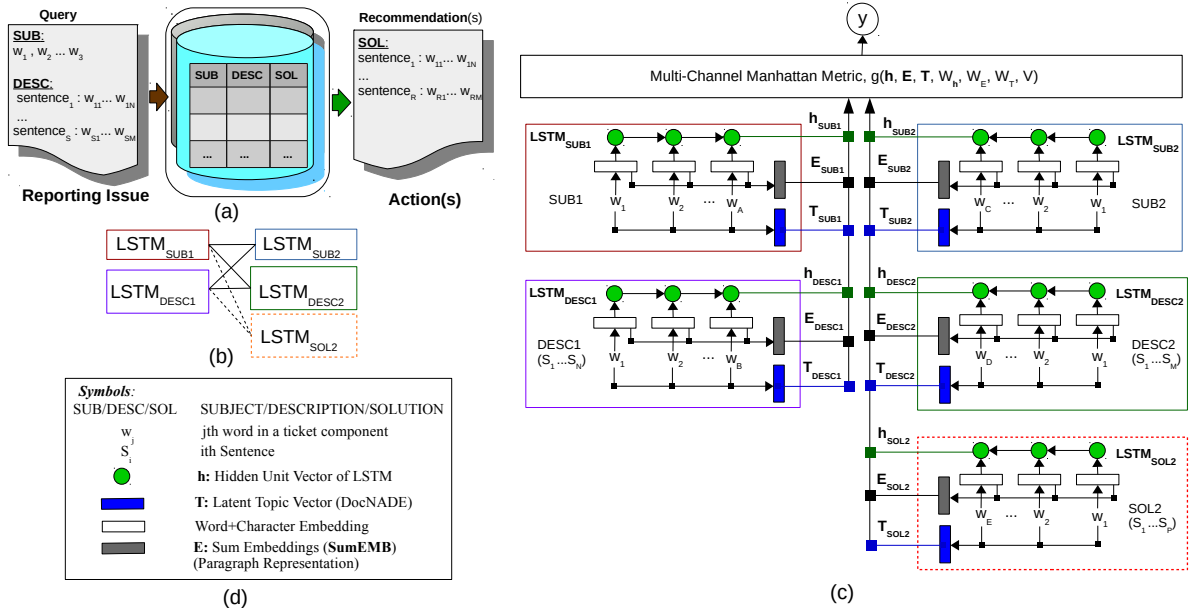 Query
SUB:
w1 , w2 ... w3
DESC:
sentence1 : w11... w1N
...
sentenceS : wS1... wSM
Reporting Issue
SUB DESC SOL
... ... ...
(a)
Recommendation(s)
SOL:
sentence1 : w11... w1N
...
sentenceR : wR1... wRM
Action(s)
LSTMSUB1
LSTMDESC1
LSTMSUB2
LSTMDESC2
LSTMSOL2
(b)
Symbols:
SUB/DESC/SOL SUBJECT/DESCRIPTION/SOLUTION
wj jth word in a ticket component
Si ith Sentence
h: Hidden Unit Vector of LSTM
T: Latent Topic Vector (DocNADE)
Word+Character Embedding
E: Sum Embeddings (SumEMB)
(Paragraph Representation)
(d)
y
Multi-Channel Manhattan Metric, g(h, E, T, Wh, WE, WT, V)
LSTMSUB1
hSUB1
ESUB1
TSUB1
SUB1
w1 w2 ... wA
hSUB2
ESUB2
TSUB2
LSTMSUB2
SUB2
wC ... w2 w1
LSTMDESC1
hDESC1
EDESC1
TDESC1
DESC1
(S1 ...SN)
w1 w2 ... wB
hDESC2
EDESC2
TDESC2
LSTMDESC2
DESC2
(S1 ...SM)
wD ... w2 w1
hSOL2
ESOL2
TSOL2
LSTMSOL2
SOL2
(S1 ...SP)
wE ... w2 w1
(c)